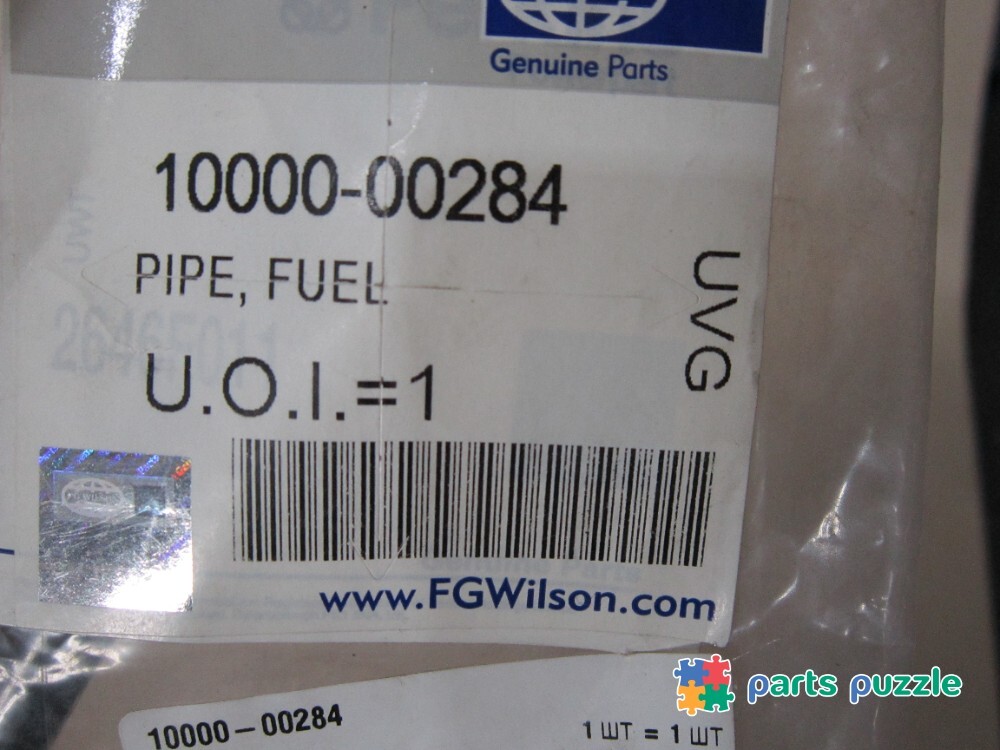 Genuine Parts
10000-00284
PIPE, FUEL
UVG
U.O.I.=1
www.FGWilson.com
parts puzzle
10000-00284
1 ШТ = 1 ШТ